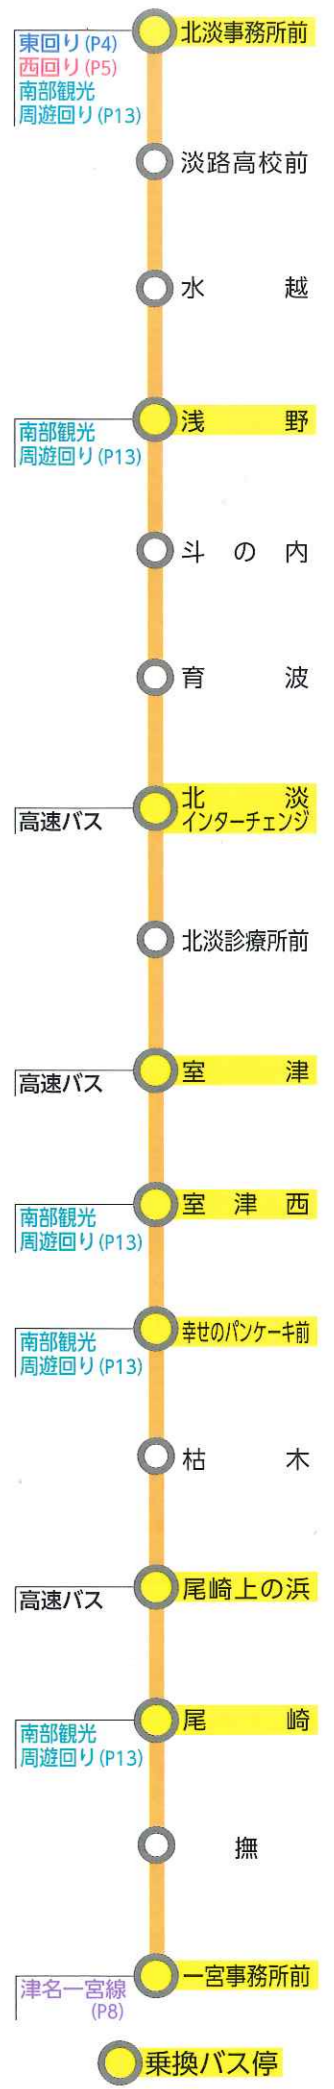 北淡事務所前
東回り(P4)
西回り(P5)
南部観光
周遊回り(P13)
淡路高校前
水越
浅野
南部観光
周遊回り(P13)
斗の内
育波
北淡
インターチェンジ
高速バス
北淡診療所前
室津
高速バス
室津西
南部観光
周遊回り(P13)
幸せのパンケーキ前
南部観光
周遊回り(P13)
枯木
尾崎上の浜
高速バス
尾崎
南部観光
周遊回り(P13)
撫
一宮事務所前
津名一宮線
(P8)
乗換バス停